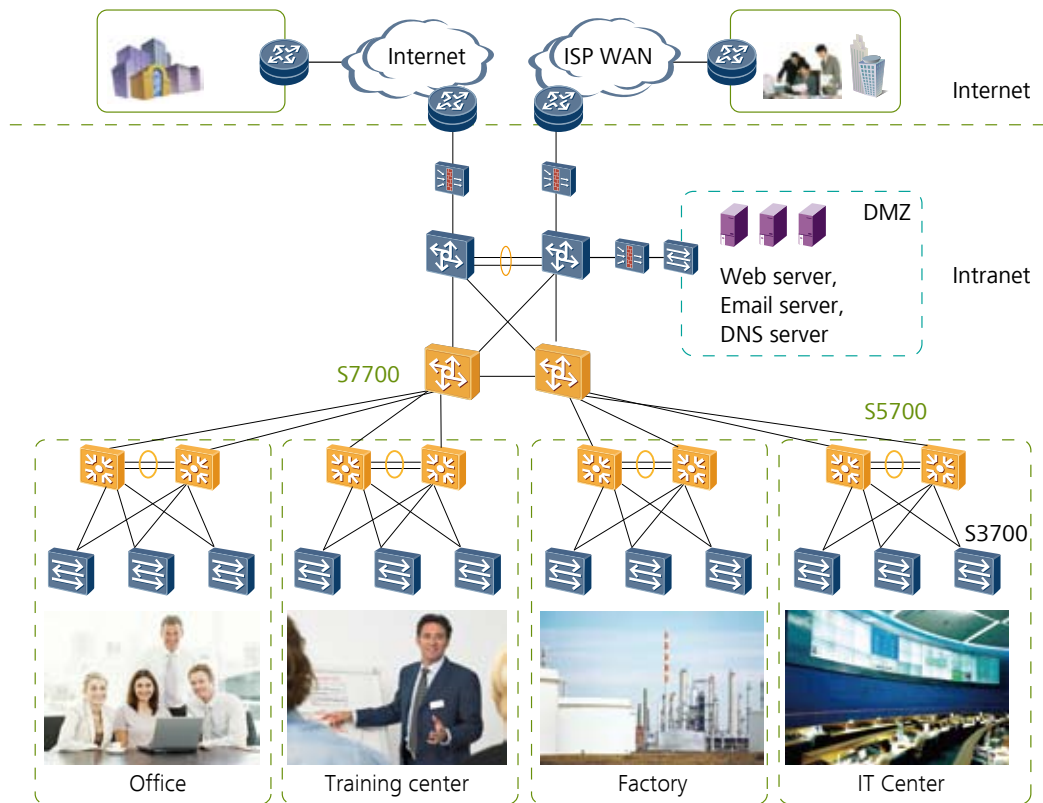 Internet
ISP WAN
Internet
DMZ
Web server,
Email server,
DNS server
Intranet
S7700
S5700
S3700
Office
Training center
Factory
IT Center